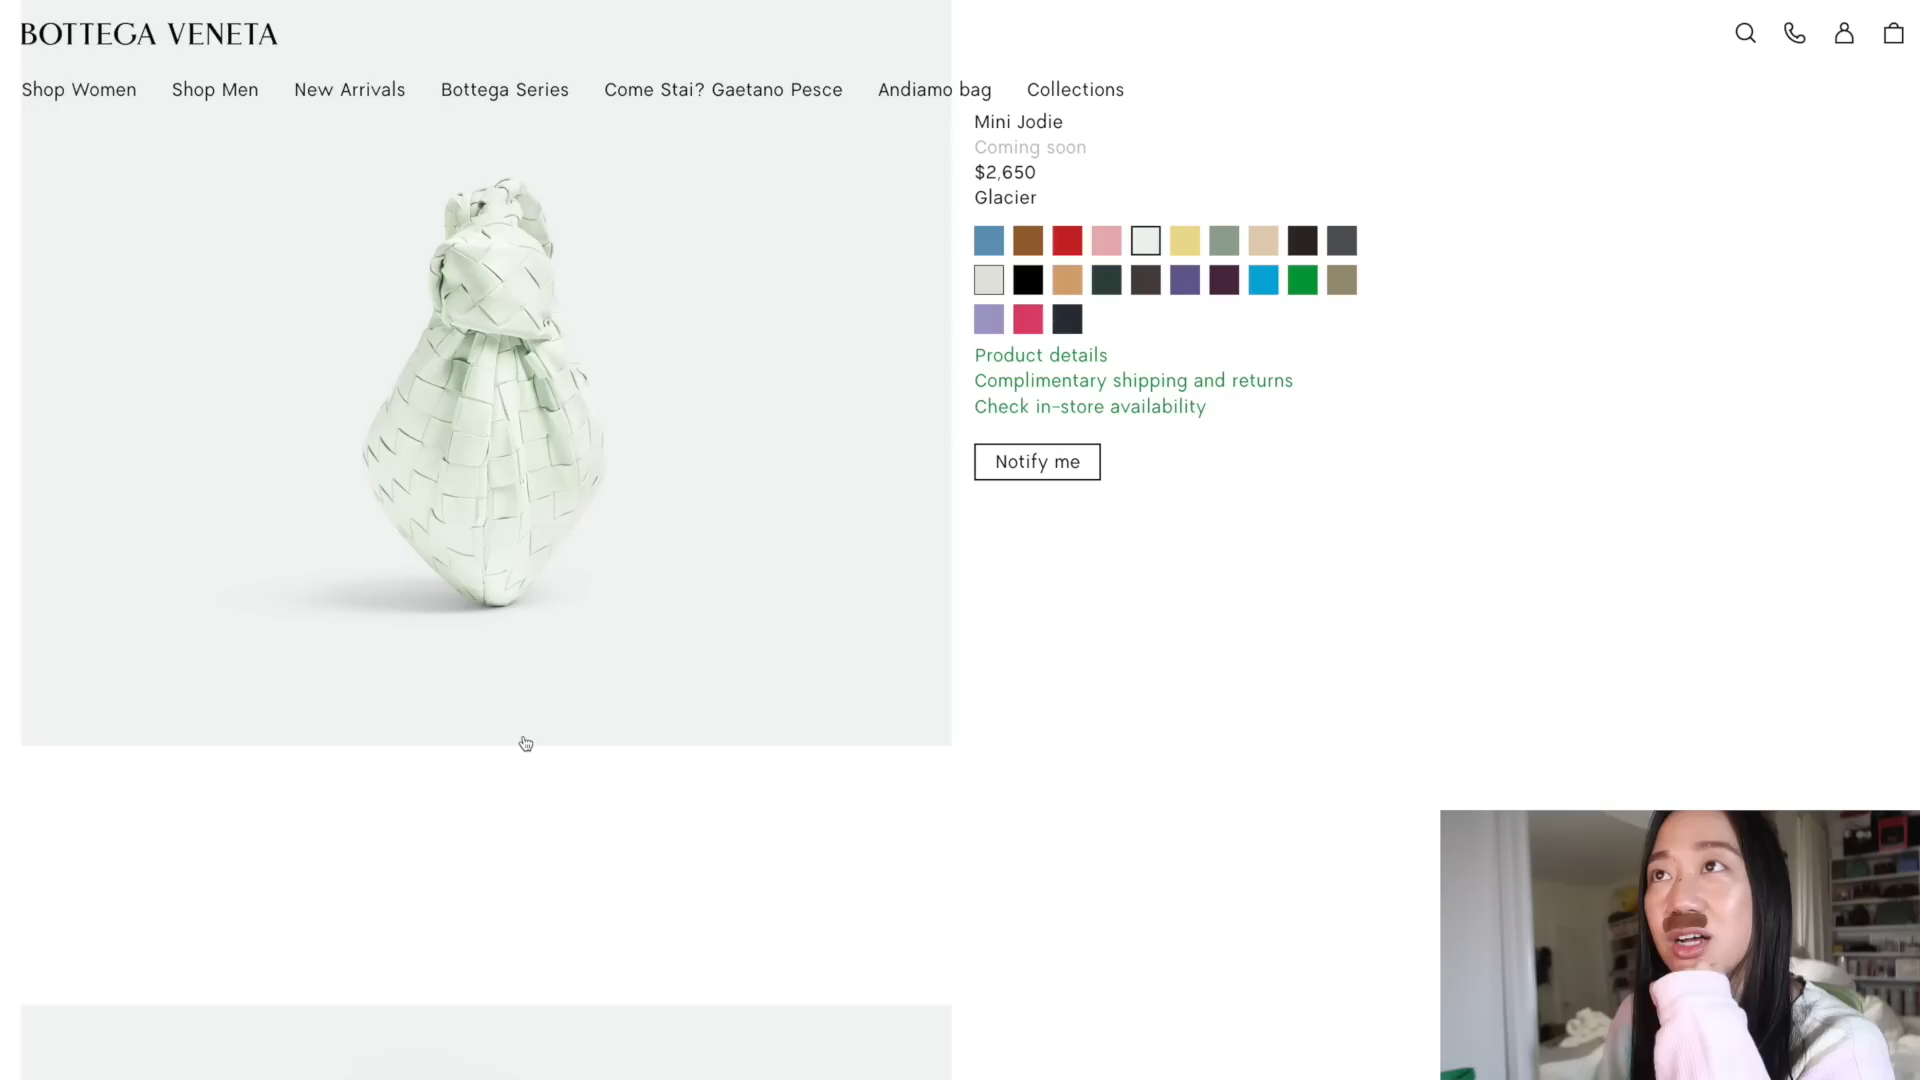 BOTTEGA VENETA
Shop Women Shop Men New Arrivals Bottega Series Come Stai? Gaetano Pesce Andiamo bag Collections
Mini Jodie
Coming soon
$2,650
Glacier
Product details
Complimentary shipping and returns
Check in-store availability
Notify me